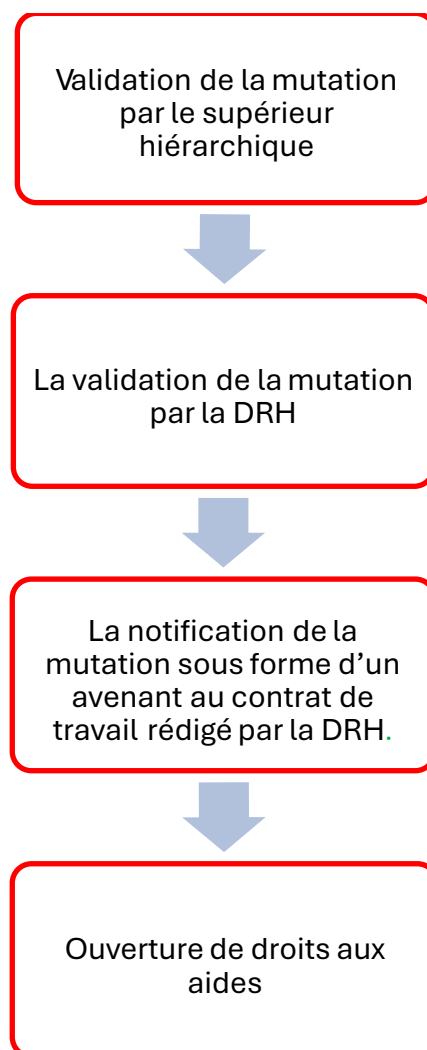 Validation de la mutation
par le supérieur
hiérarchique
La validation de la mutation
par la DRH
La notification de la
mutation sous forme d’un
avenant au contrat de
travail rédigé par la DRH.
Ouverture de droits aux
aides